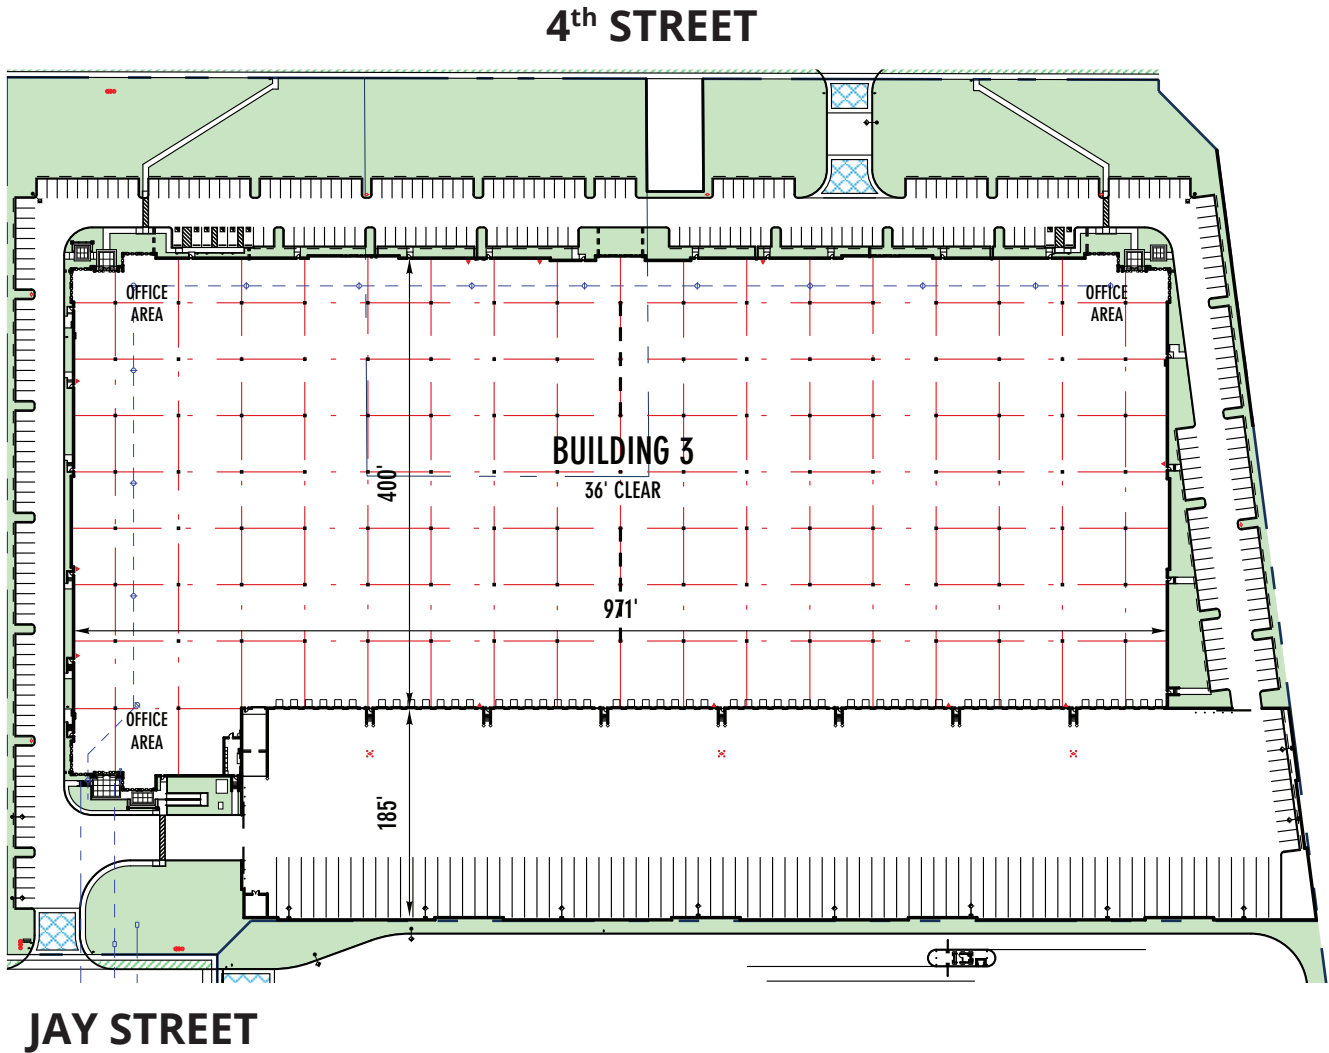 4th STREET
OFFICE
AREA
OFFICE
AREA
BUILDING 3
36' CLEAR
400'
971'
OFFICE
AREA
185'
JAY STREET